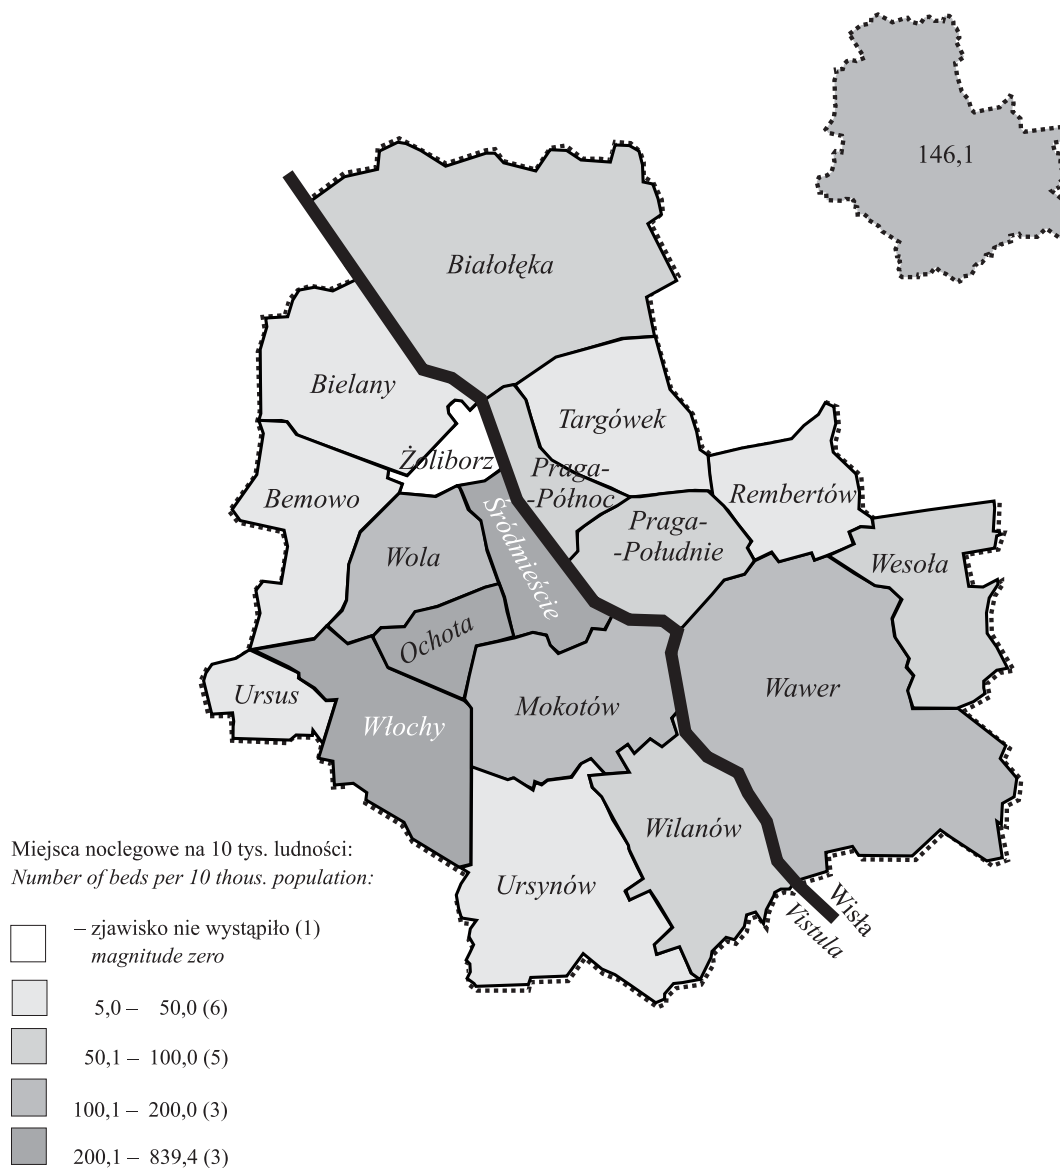 146,1
Białołęka
Bielany
Targówek
Żoliborz
Praga-
-Północ
Bemowo
Rembertów
Śródmieście
Praga-
-Południe
Wola
Wesoła
Ochota
Ursus
Włochy
Mokotów
Wawer
Wilanów
Ursynów
Wisła
Vistula
Miejsca noclegowe na 10 tys. ludności:
Number of beds per 10 thous. population:
– zjawisko nie wystąpiło (1)
magnitude zero
5,0 – 50,0 (6)
50,1 – 100,0 (5)
100,1 – 200,0 (3)
200,1 – 839,4 (3)